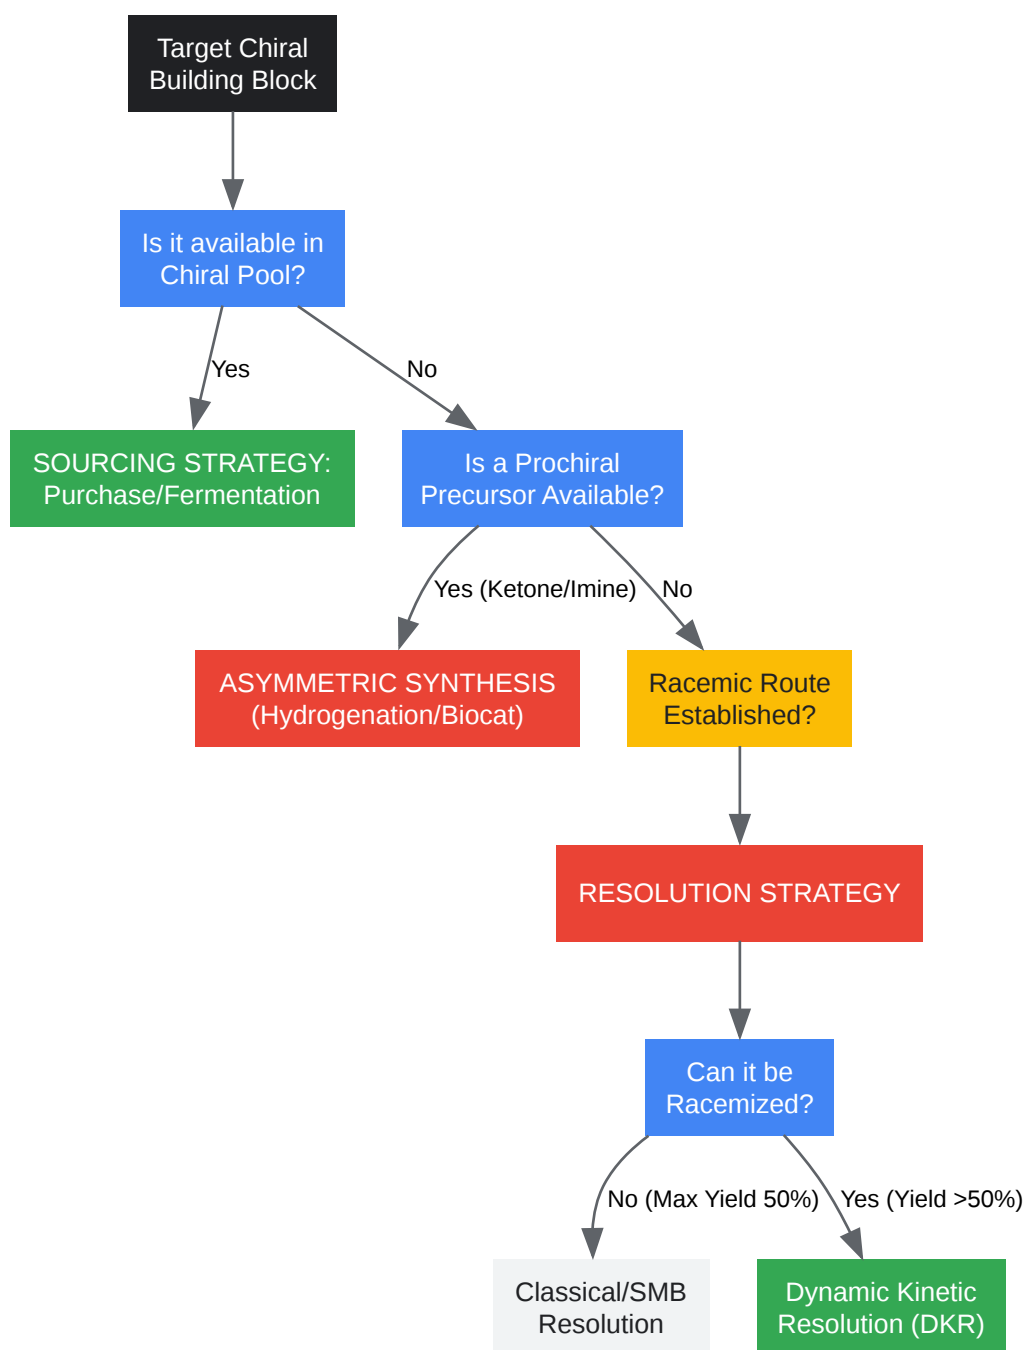 Target Chiral
Building Block
Is it available in
Chiral Pool?
Yes
No
SOURCING STRATEGY:
Purchase/Fermentation
Is a Prochiral
Precursor Available?
Yes (Ketone/Imine)
No
ASYMMETRIC SYNTHESIS
(Hydrogenation/Biocat)
Racemic Route
Established?
RESOLUTION STRATEGY
Can it be
Racemized?
No (Max Yield 50%)
Yes (Yield >50%)
Classical/SMB
Resolution
Dynamic Kinetic
Resolution (DKR)